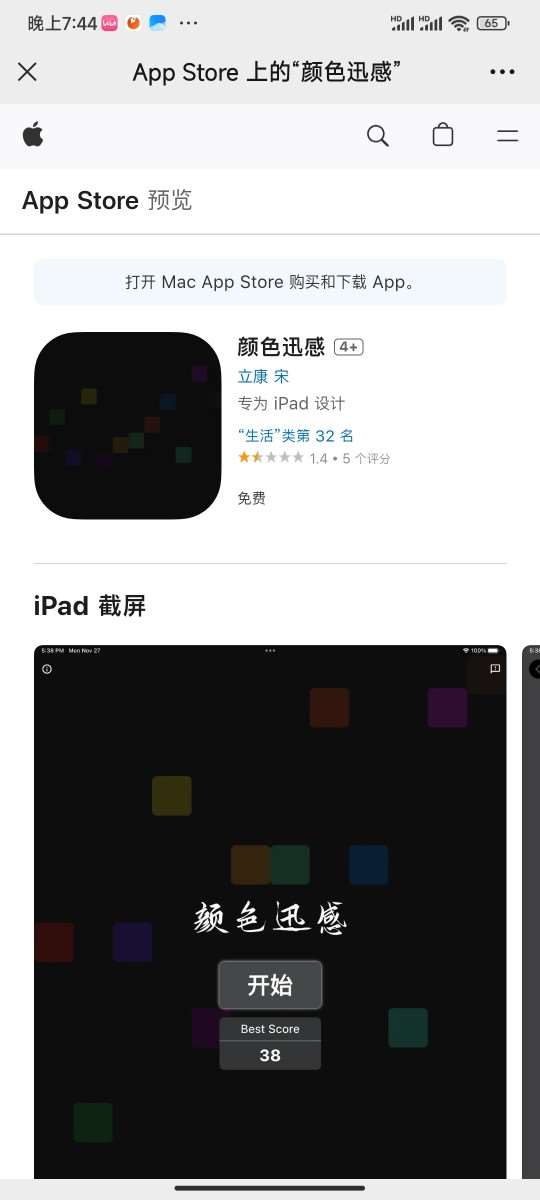 晚上7:44
HD HD 65
App Store 上的“颜色迅感”
App Store 预览
打开 Mac App Store 购买和下载 App。
颜色迅感 4+
立康 宋
专为 iPad 设计
“生活”类第 32 名
1.4 • 5 个评分
免费
iPad 截屏
5:38 PM Mon Nov 27
100%
颜色迅感
开始
Best Score
38